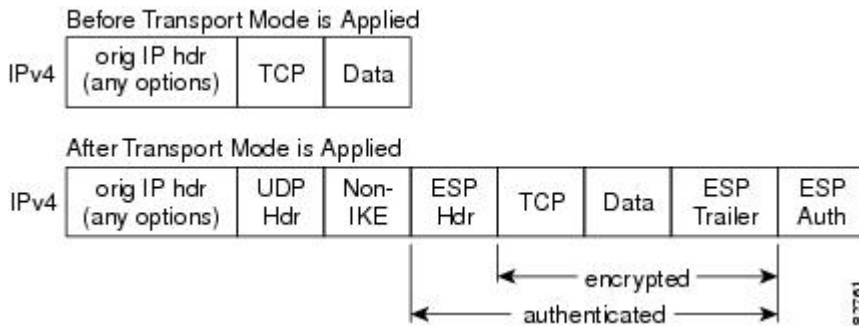 Before Transport Mode is Applied
IPv4 orig IP hdr (any options) TCP Data
After Transport Mode is Applied
IPv4 orig IP hdr (any options) UDP Hdr Non-IKE ESP Hdr TCP Data ESP Trailer ESP Auth
encrypted
authenticated